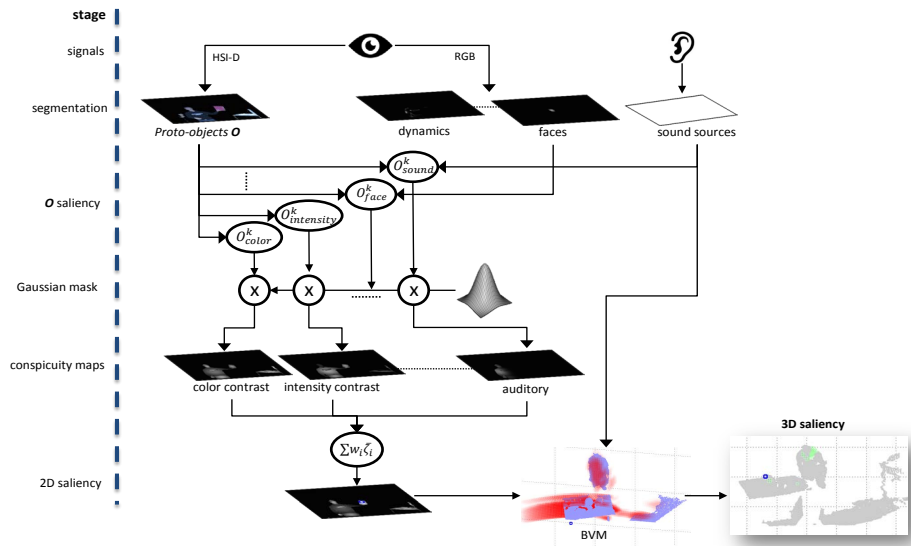 stage
signals
HSI-D
RGB
segmentation
Proto-objects O
dynamics
faces
sound sources
O saliency
O^k_sound
O^k_face
O^k_intensity
O^k_color
Gaussian mask
X
X
X
conspicuity maps
color contrast
intensity contrast
auditory
∑w_iζ_i
3D saliency
2D saliency
BVM